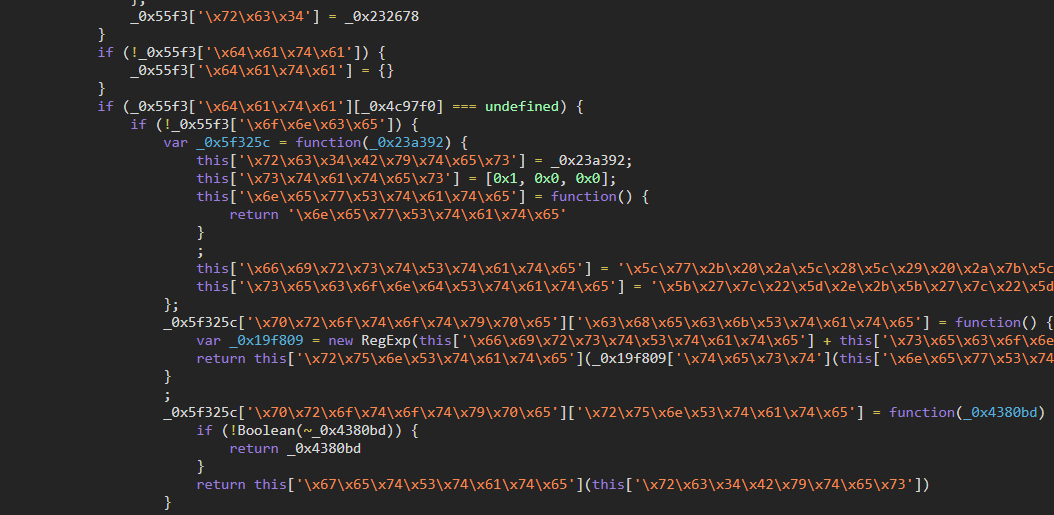 };
_0x55f3['\x72\x63\x34'] = _0x232678
}
if (!_0x55f3['\x64\x61\x74\x61']) {
_0x55f3['\x64\x61\x74\x61'] = {}
}
if (_0x55f3['\x64\x61\x74\x61'][_0x4c97f0] === undefined) {
if (!_0x55f3['\x6f\x6e\x63\x65']) {
var _0x5f325c = function(_0x23a392) {
this['\x72\x63\x34\x42\x79\x74\x65\x73'] = _0x23a392;
this['\x73\x74\x61\x74\x65\x73'] = [0x1, 0x0, 0x0];
this['\x6e\x65\x77\x53\x74\x61\x74\x65'] = function() {
return '\x6e\x65\x77\x53\x74\x61\x74\x65'
}
;
this['\x66\x69\x72\x73\x74\x53\x74\x61\x74\x65'] = '\x5c\x77\x2b\x20\x2a\x5c\x28\x5c\x29\x20\x2a\x7b\x5c
this['\x73\x65\x63\x6f\x6e\x64\x53\x74\x61\x74\x65'] = '\x5b\x27\x7c\x22\x5d\x2e\x2b\x5b\x27\x7c\x22\x5d
};
_0x5f325c['\x70\x72\x6f\x74\x6f\x74\x79\x70\x65']['\x63\x68\x65\x63\x6b\x53\x74\x61\x74\x65'] = function() {
var _0x19f809 = new RegExp(this['\x66\x69\x72\x73\x74\x53\x74\x61\x74\x65'] + this['\x73\x65\x63\x6f\x6e
return this['\x72\x75\x6e\x53\x74\x61\x74\x65'](_0x19f809['\x74\x65\x73\x74'](this['\x6e\x65\x77\x53\x74
}
;
_0x5f325c['\x70\x72\x6f\x74\x6f\x74\x79\x70\x65']['\x72\x75\x6e\x53\x74\x61\x74\x65'] = function(_0x4380bd)
if (!Boolean(~_0x4380bd)) {
return _0x4380bd
}
return this['\x67\x65\x74\x53\x74\x61\x74\x65'](this['\x72\x63\x34\x42\x79\x74\x65\x73'])
}